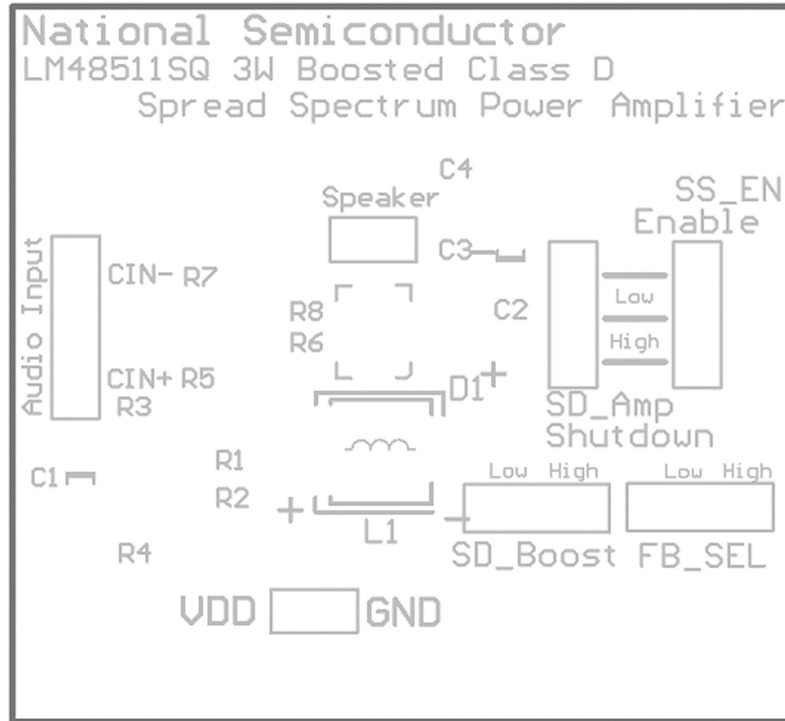 National Semiconductor
LM48511SQ 3W Boosted Class D
Spread Spectrum Power Amplifier
C4
SS_EN
Speaker
Enable
Audio Input
C3
CIN- R7
Low
R8
C2
R6
High
CIN+ R5
D1
R3
SD_Amp
Shutdown
R1
C1
Low High
Low High
R2
L1
SD_Boost
FB_SEL
R4
VDD
GND